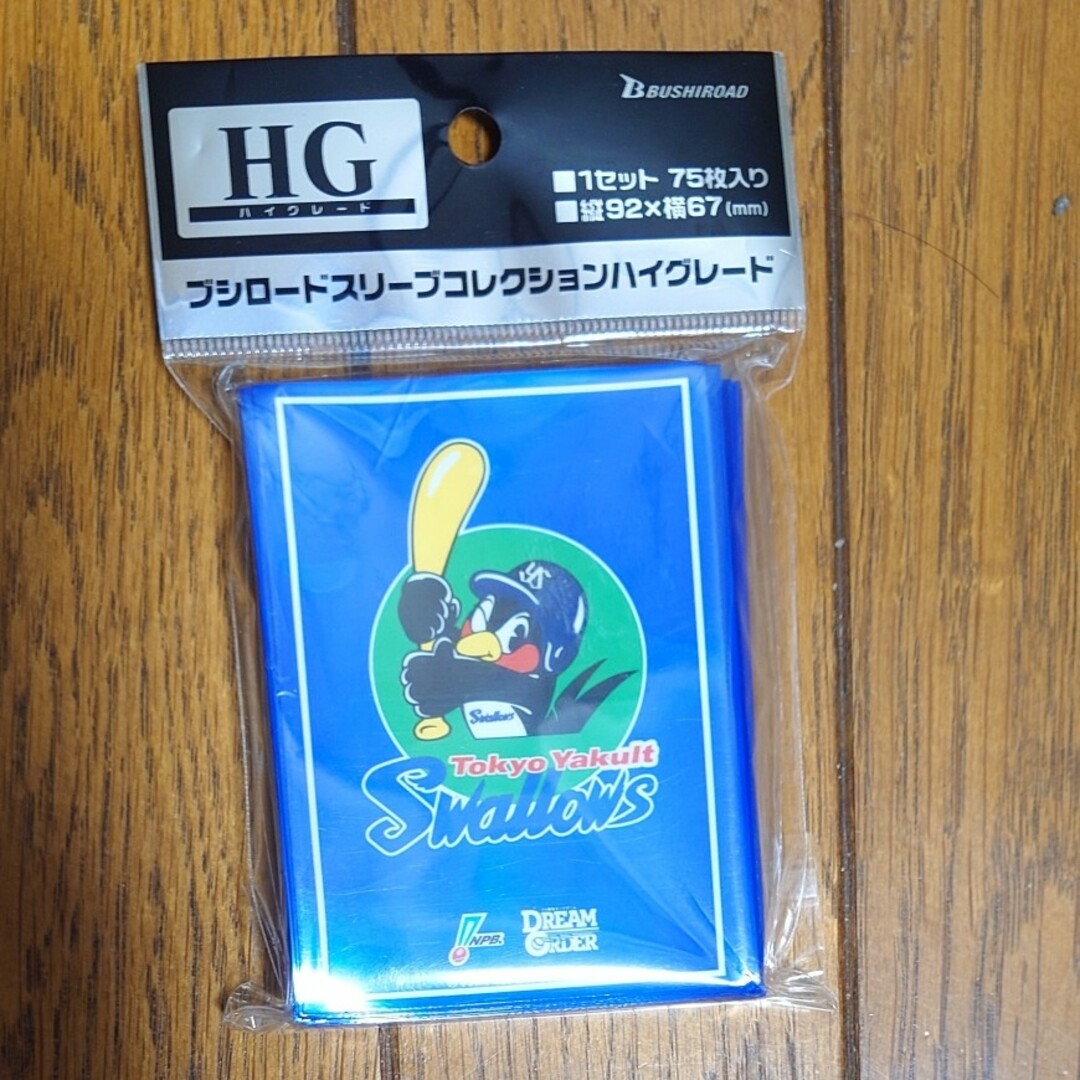 BUSHIROAD
HG
ハイグレード
■1セット 75枚入り
■縦92×横67(mm)
ブシロードスリーブコレクションハイグレード
Swallows
Tokyo Yakult
Swallows
NPB.
DREAM
ORDER